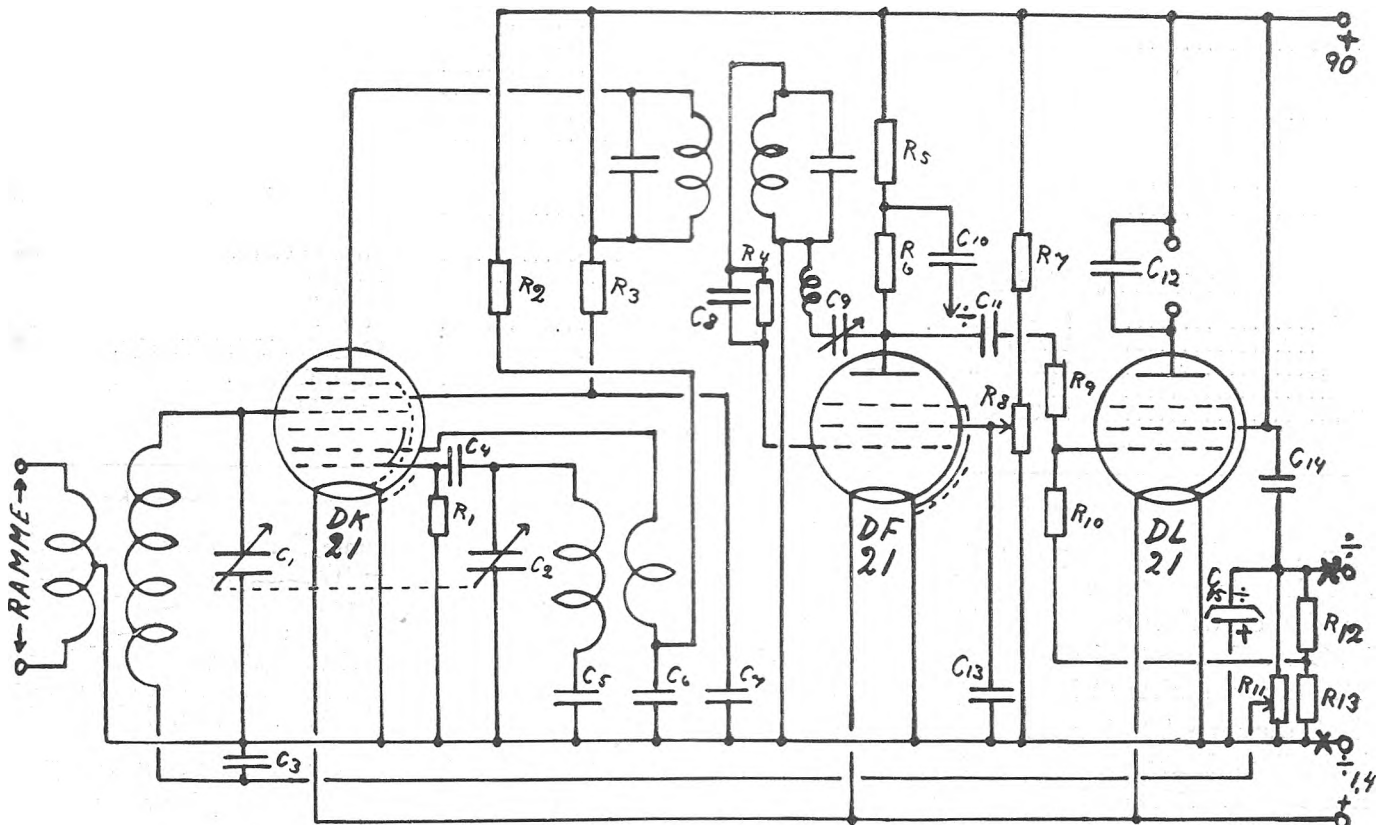 +
90
R5
R4
R2
R3
C8
C9
R6
C10
÷
C11
R7
C12
R8
R9
C14
C4
R1
C1
C2
DK
21
DF
21
DL
21
R10
← RAMME →
÷
C15
÷
+
R12
R13
R11
C5
C6
C7
C13
C3
÷
1,4
+